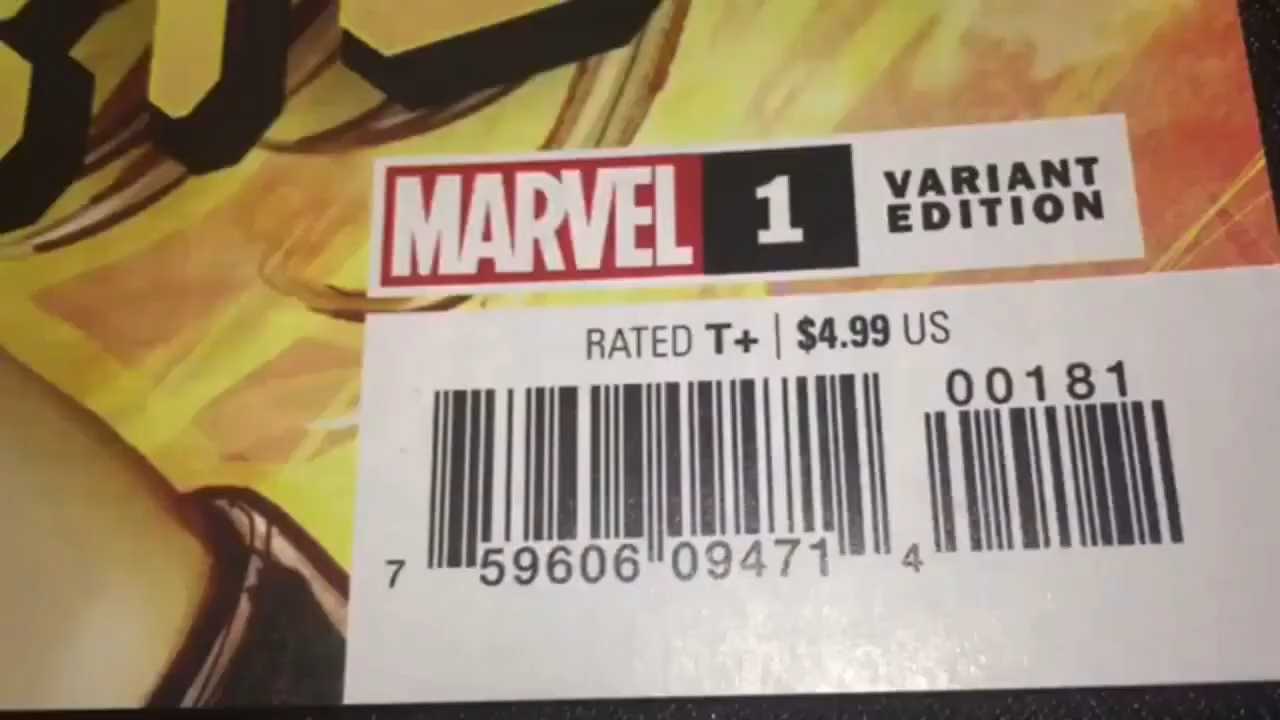 MARVEL 1 VARIANT
EDITION
RATED T+ | $4.99 US
00181
7 59606 09471 4